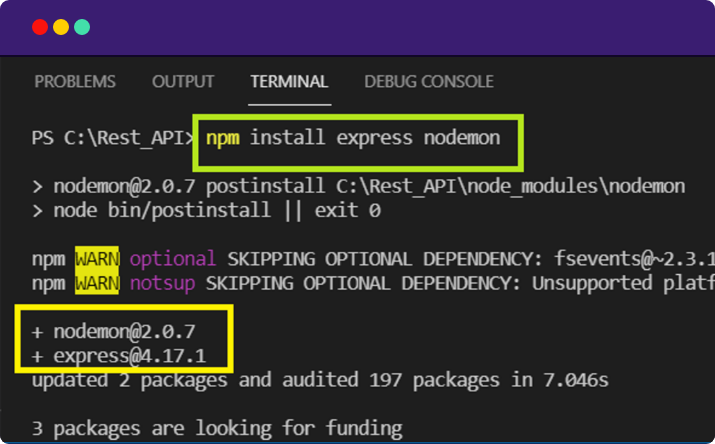 PROBLEMS OUTPUT TERMINAL DEBUG CONSOLE
PS C:\Rest_API> npm install express nodemon
> nodemon@2.0.7 postinstall C:\Rest_API\node_modules\nodemon
> node bin/postinstall || exit 0
npm WARN optional SKIPPING OPTIONAL DEPENDENCY: fsevents@~2.3.1
npm WARN notsup SKIPPING OPTIONAL DEPENDENCY: Unsupported platf
+ nodemon@2.0.7
+ express@4.17.1
updated 2 packages and audited 197 packages in 7.046s
3 packages are looking for funding